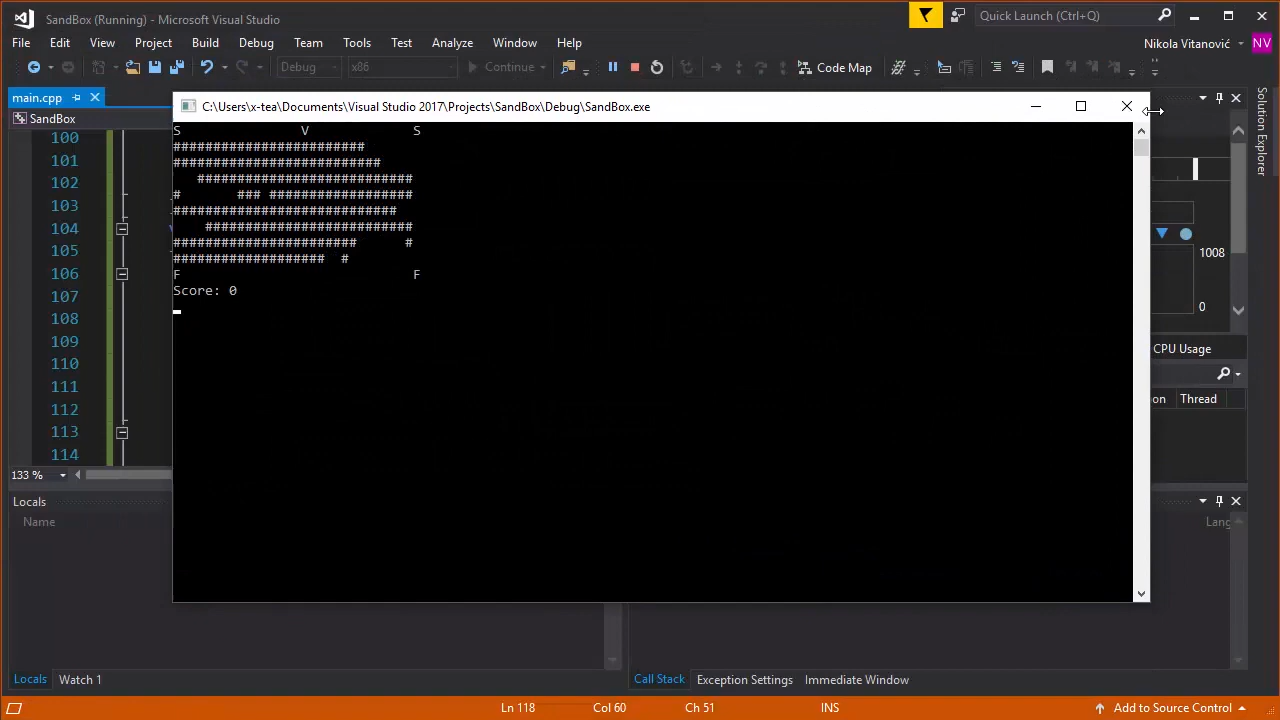 SandBox (Running) - Microsoft Visual Studio
Quick Launch (Ctrl+Q)
File Edit View Project Build Debug Team Tools Test Analyze Window Help
Nikola Vitanović NV
Debug x86 Continue Code Map
main.cpp
SandBox
C:\Users\x-tea\Documents\Visual Studio 2017\Projects\SandBox\Debug\SandBox.exe
Solution Explorer
S               V             S
########################
##########################
   ###########################
#       ### ##################
############################
    ##########################
#######################      #
###################  #
F                             F
Score: 0
100
101
102
103
104
105
106
107
108
109
110
111
112
113
114
1008
0
CPU Usage
Thread
133 %
Locals
Name
Locals Watch 1
Call Stack Exception Settings Immediate Window
Ln 118 Col 60 Ch 51 INS Add to Source Control